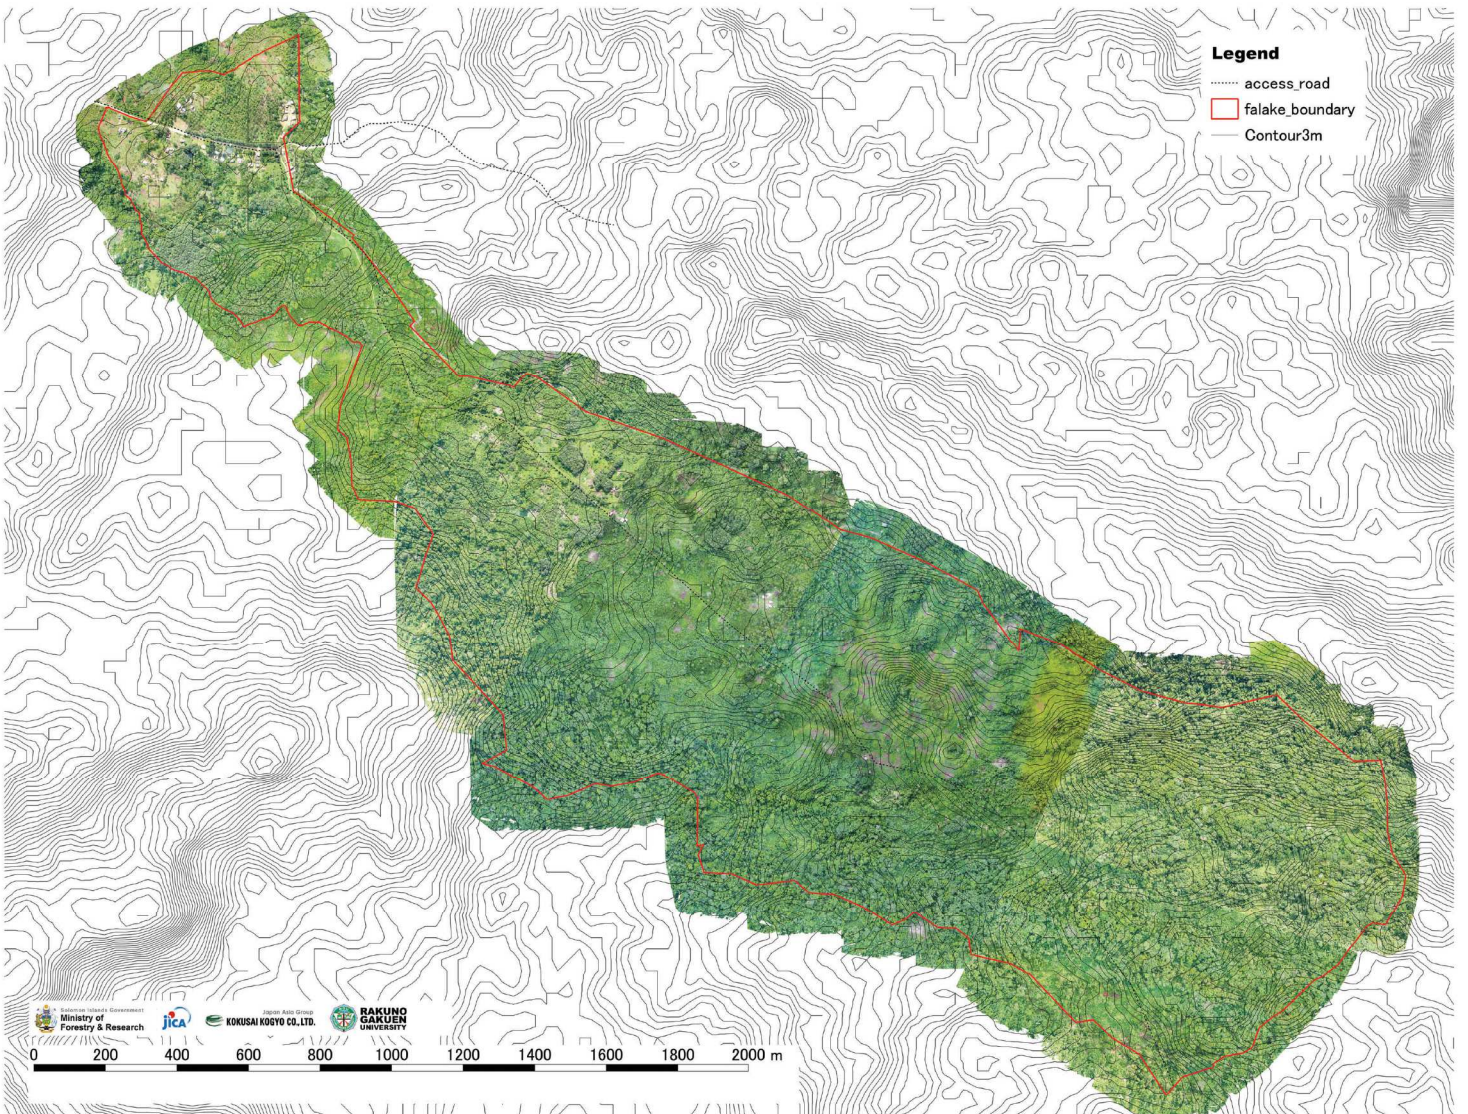 Legend
access_road
falake_boundary
Contour3m
Solomon Islands Government
Ministry of
Forestry & Research
JICA
Japan Asia Group
KOKUSAI KOGYO CO., LTD.
RAKUNO
GAKUEN
UNIVERSITY
0 200 400 600 800 1000 1200 1400 1600 1800 2000 m